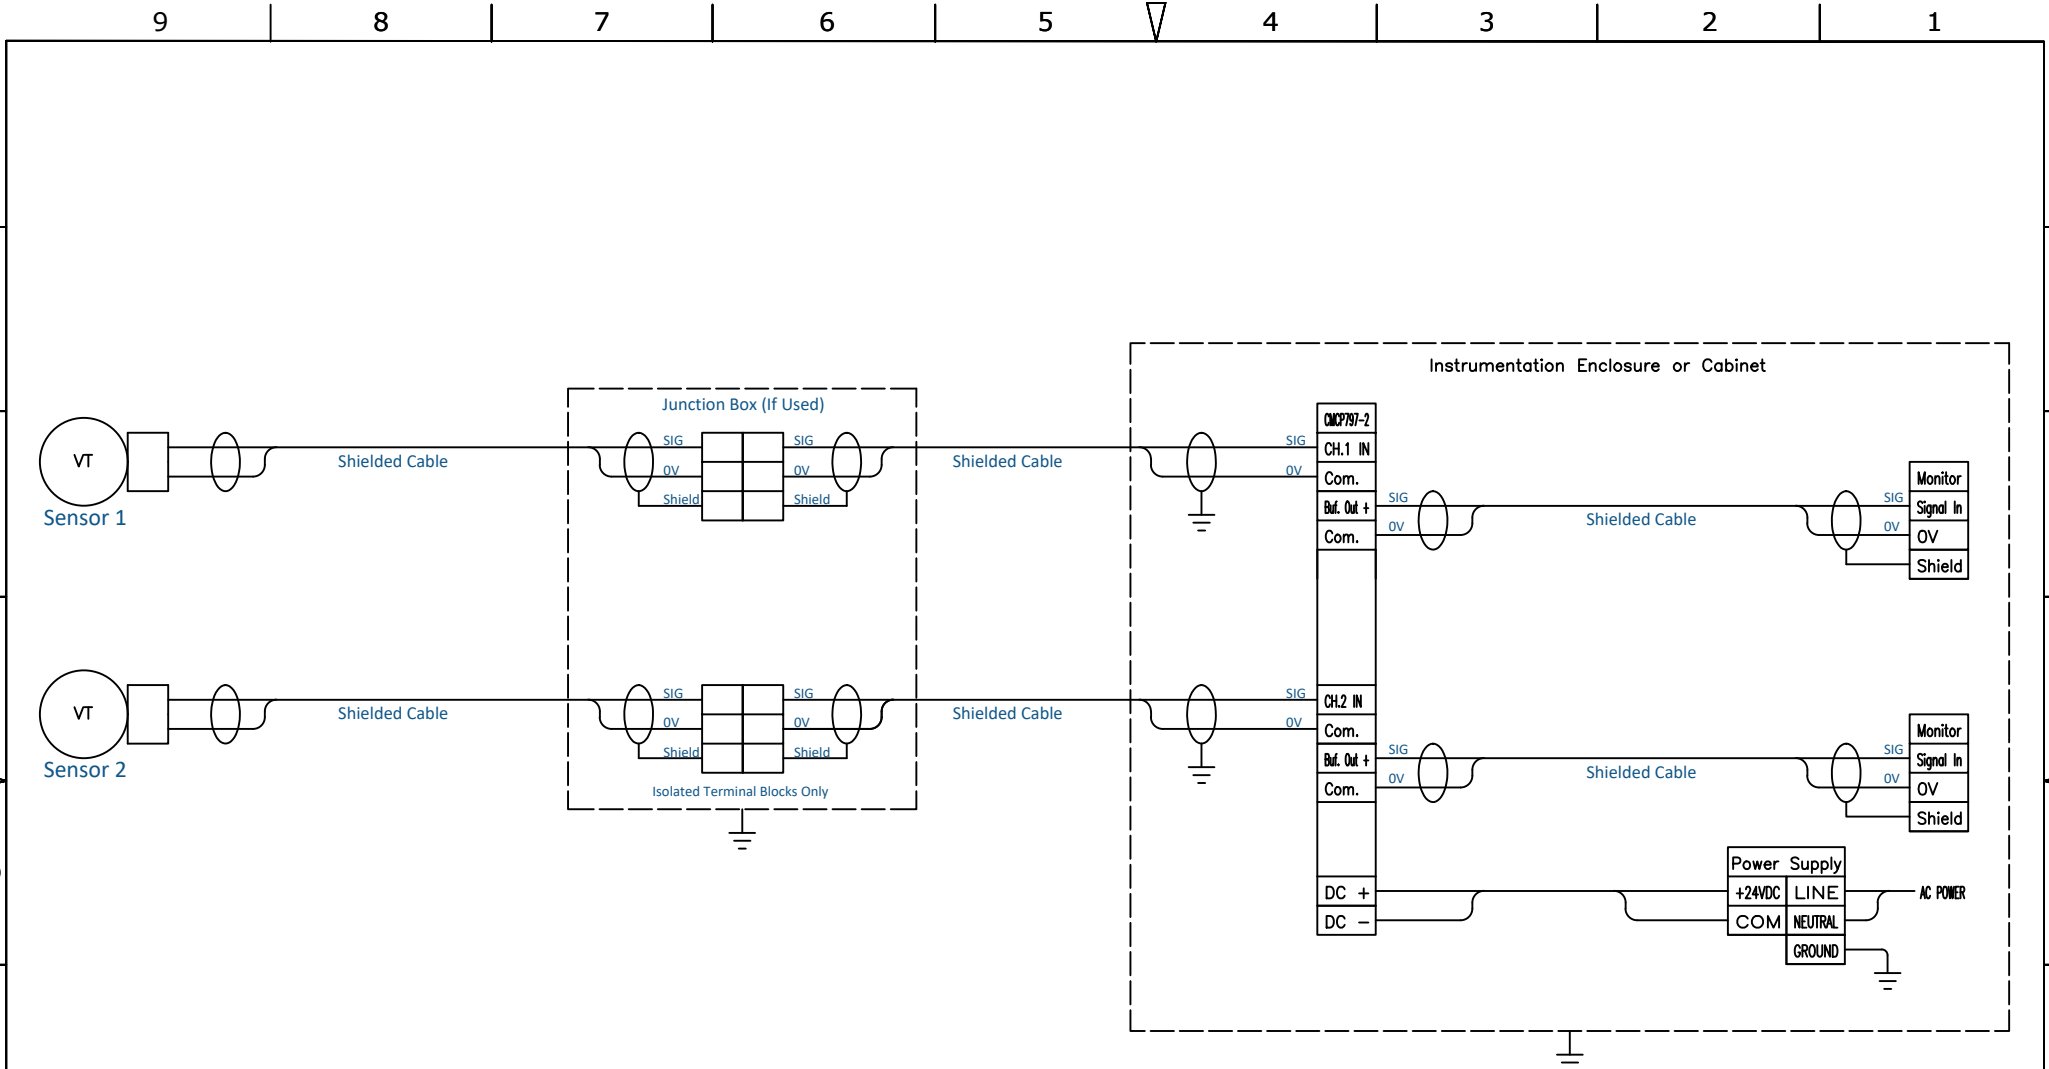 9 8 7 6 5 4 3 2 1
Instrumentation Enclosure or Cabinet
Junction Box (If Used)
VT
Sensor 1
Shielded Cable
SIG
0V
Shield
SIG
0V
Shield
Shielded Cable
SIG
0V
CMCP797-2
CH.1 IN
Com.
Buf. Out +
Com.
SIG
0V
Shielded Cable
SIG
0V
Monitor
Signal In
0V
Shield
VT
Sensor 2
Shielded Cable
SIG
0V
Shield
SIG
0V
Shield
Isolated Terminal Blocks Only
Shielded Cable
SIG
0V
CH.2 IN
Com.
Buf. Out +
Com.
SIG
0V
Shielded Cable
SIG
0V
Monitor
Signal In
0V
Shield
DC +
DC -
Power Supply
+24VDC LINE
COM NEUTRAL
GROUND
AC POWER